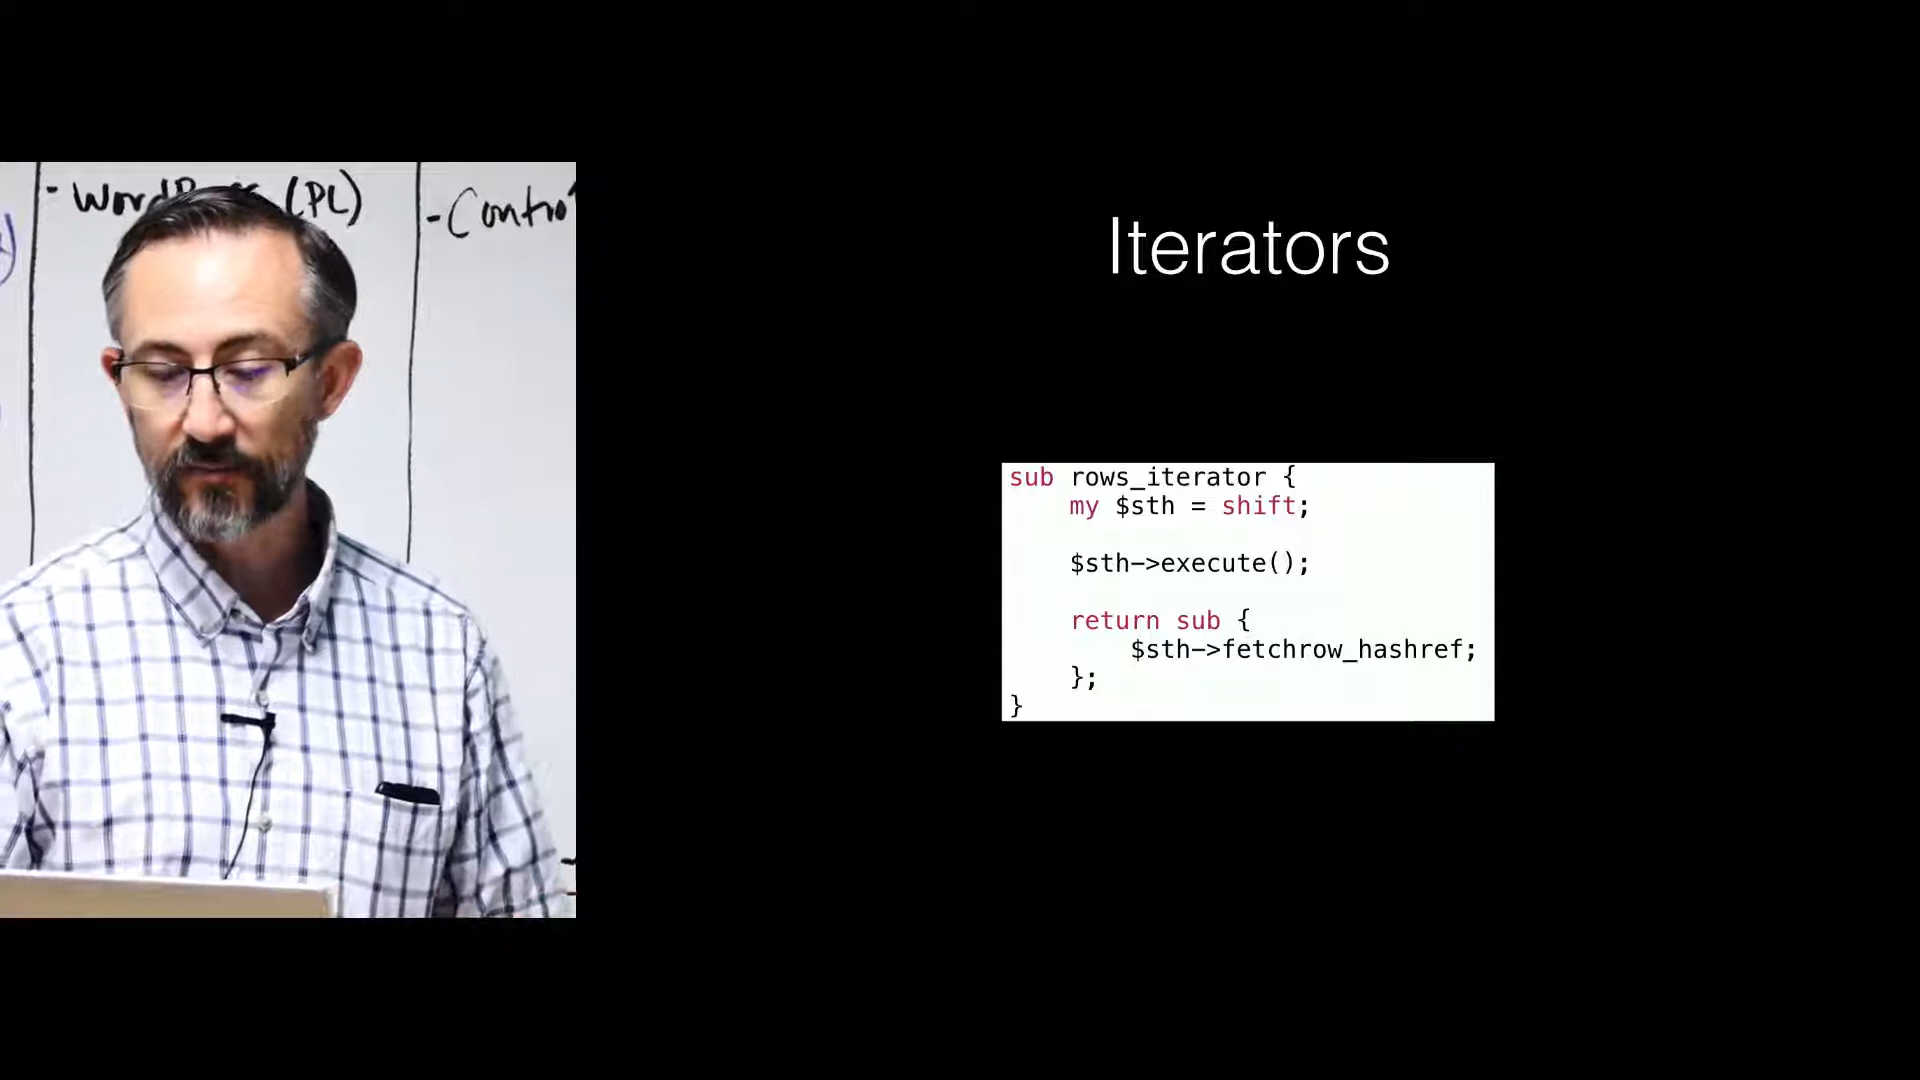 (PL)
Iterators
sub rows_iterator {
    my $sth = shift;
    $sth->execute();
    return sub {
        $sth->fetchrow_hashref;
    };
}